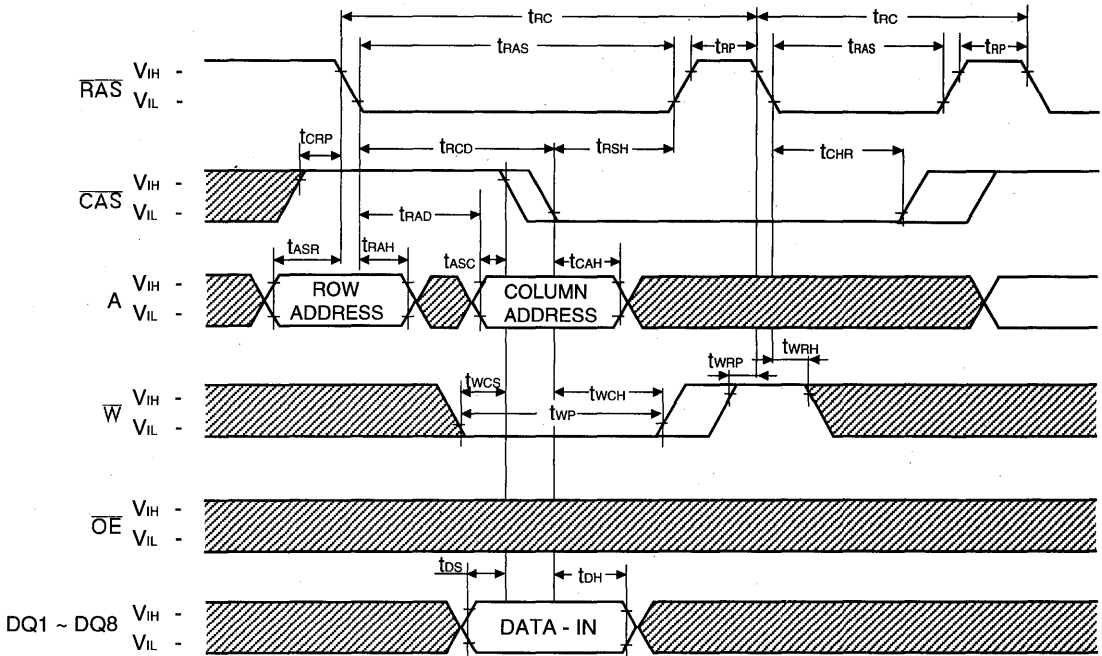 tRC tRC
tRAS tRP tRAS tRP
RAS VIH -
VIL -
tCRP tRCD tRSH tCHR
CAS VIH -
VIL -
tRAD
tASR tRAH tASC tCAH
A VIH -
VIL -
ROW ADDRESS
COLUMN ADDRESS
tWRP tWRH
tWCS tWCH
tWP
W VIH -
VIL -
OE VIH -
VIL -
tDS tDH
DQ1 ~ DQ8 VIH -
VIL -
DATA - IN